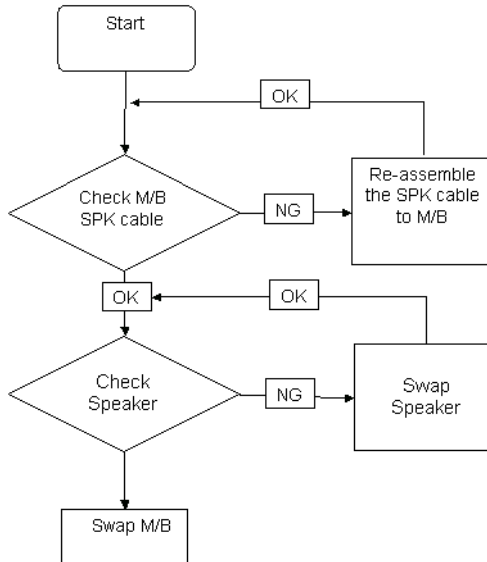 Start
OK
Check M/B
SPK cable
NG
Re-assemble
the SPK cable
to M/B
OK
OK
Check
Speaker
NG
Swap
Speaker
Swap M/B